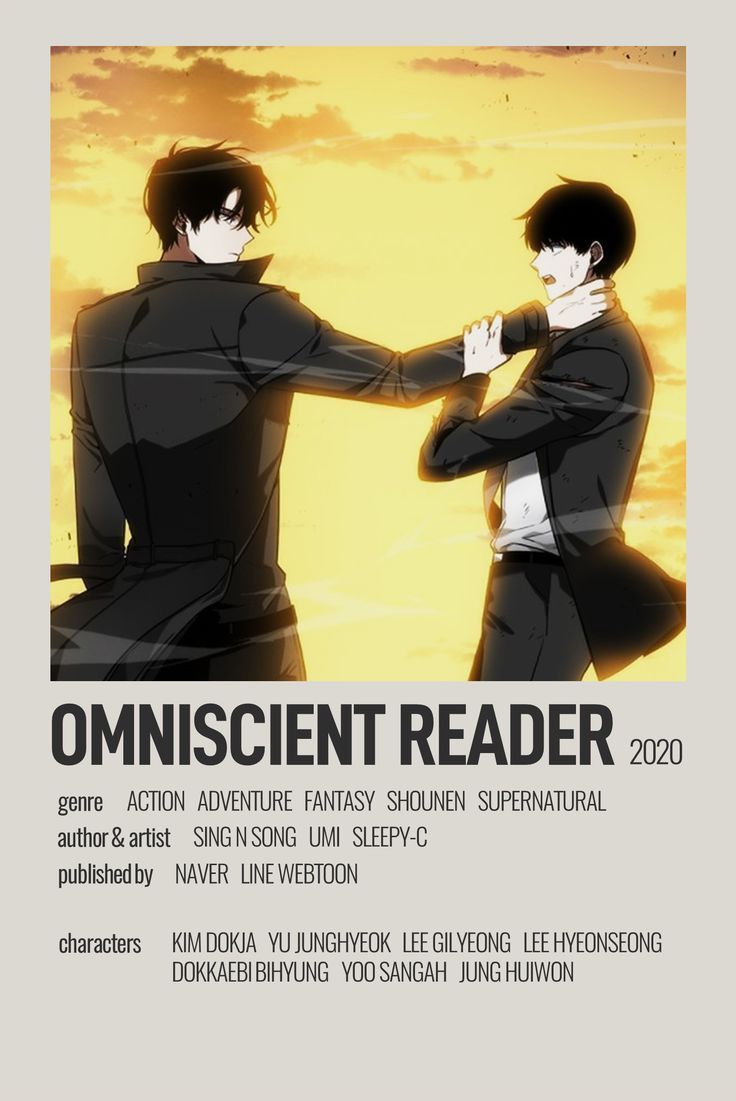 OMNISCIENT READER 2020
genre ACTION ADVENTURE FANTASY SHOUNEN SUPERNATURAL
author & artist SING N SONG UMI SLEEPY-C
published by NAVER LINE WEBTOON
characters KIM DOKJA YU JUNGHYEOK LEE GILYEONG LEE HYEONSEONG
DOKKAEBI BIHYUNG YOO SANGAH JUNG HUIWON